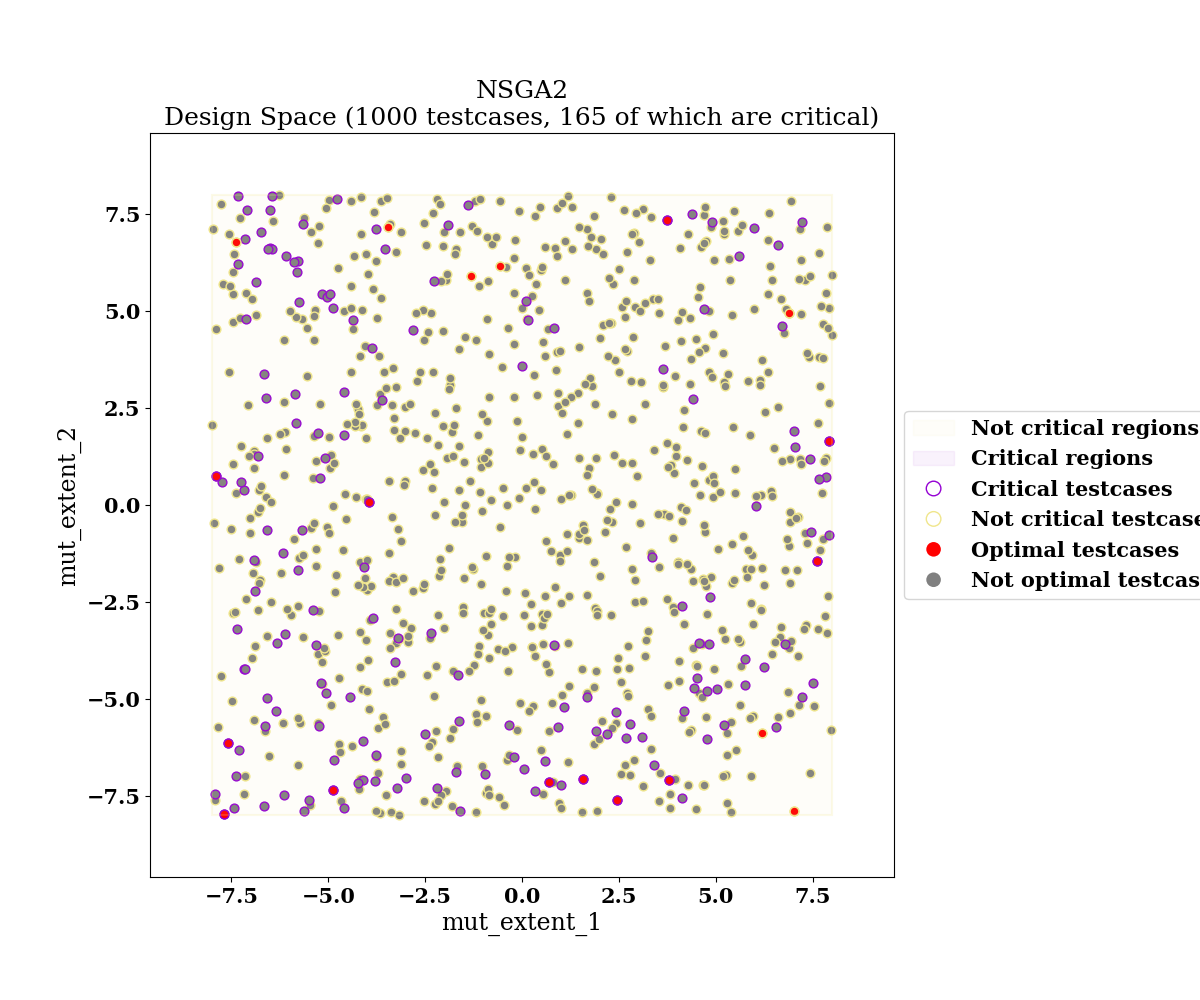 NSGA2
Design Space (1000 testcases, 165 of which are critical)
7.5
5.0
2.5
0.0
−2.5
−5.0
−7.5
mut_extent_2
−7.5 −5.0 −2.5 0.0 2.5 5.0 7.5
mut_extent_1
Not critical regions
Critical regions
Critical testcases
Not critical testcase
Optimal testcases
Not optimal testcas